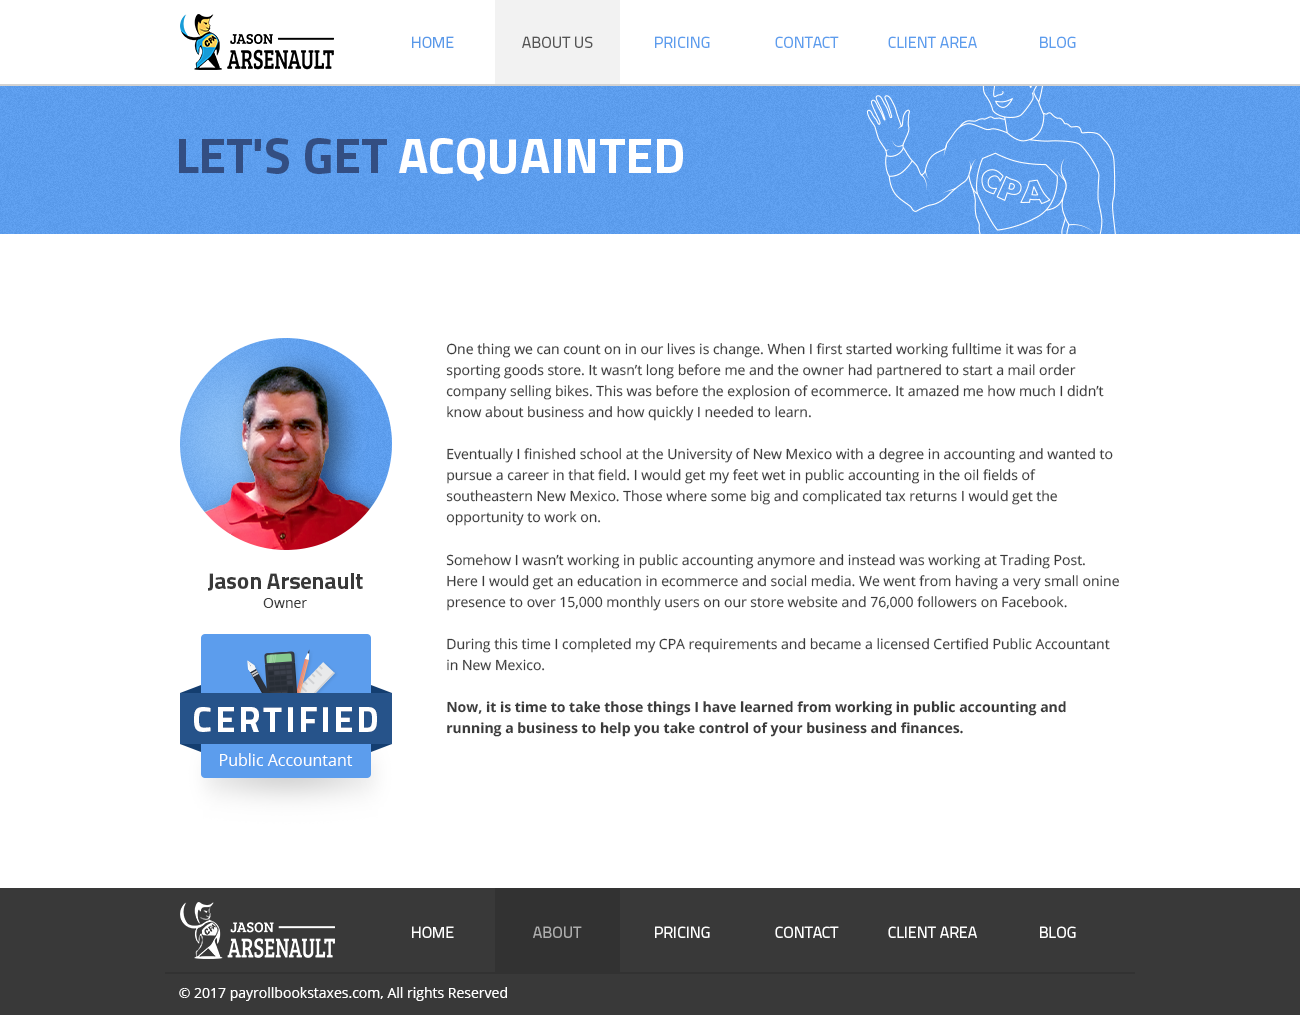 CPA
JASON
ARSENAULT
HOME
ABOUT US
PRICING
CONTACT
CLIENT AREA
BLOG
LET'S GET ACQUAINTED
CPA
One thing we can count on in our lives is change. When I first started working fulltime it was for a
sporting goods store. It wasn’t long before me and the owner had partnered to start a mail order
company selling bikes. This was before the explosion of ecommerce. It amazed me how much I didn’t
know about business and how quickly I needed to learn.
Eventually I finished school at the University of New Mexico with a degree in accounting and wanted to
pursue a career in that field. I would get my feet wet in public accounting in the oil fields of
southeastern New Mexico. Those where some big and complicated tax returns I would get the
opportunity to work on.
Somehow I wasn’t working in public accounting anymore and instead was working at Trading Post.
Here I would get an education in ecommerce and social media. We went from having a very small onine
presence to over 15,000 monthly users on our store website and 76,000 followers on Facebook.
During this time I completed my CPA requirements and became a licensed Certified Public Accountant
in New Mexico.
Now, it is time to take those things I have learned from working in public accounting and
running a business to help you take control of your business and finances.
Jason Arsenault
Owner
CERTIFIED
Public Accountant
CPA
JASON
ARSENAULT
HOME
ABOUT
PRICING
CONTACT
CLIENT AREA
BLOG
© 2017 payrollbookstaxes.com, All rights Reserved